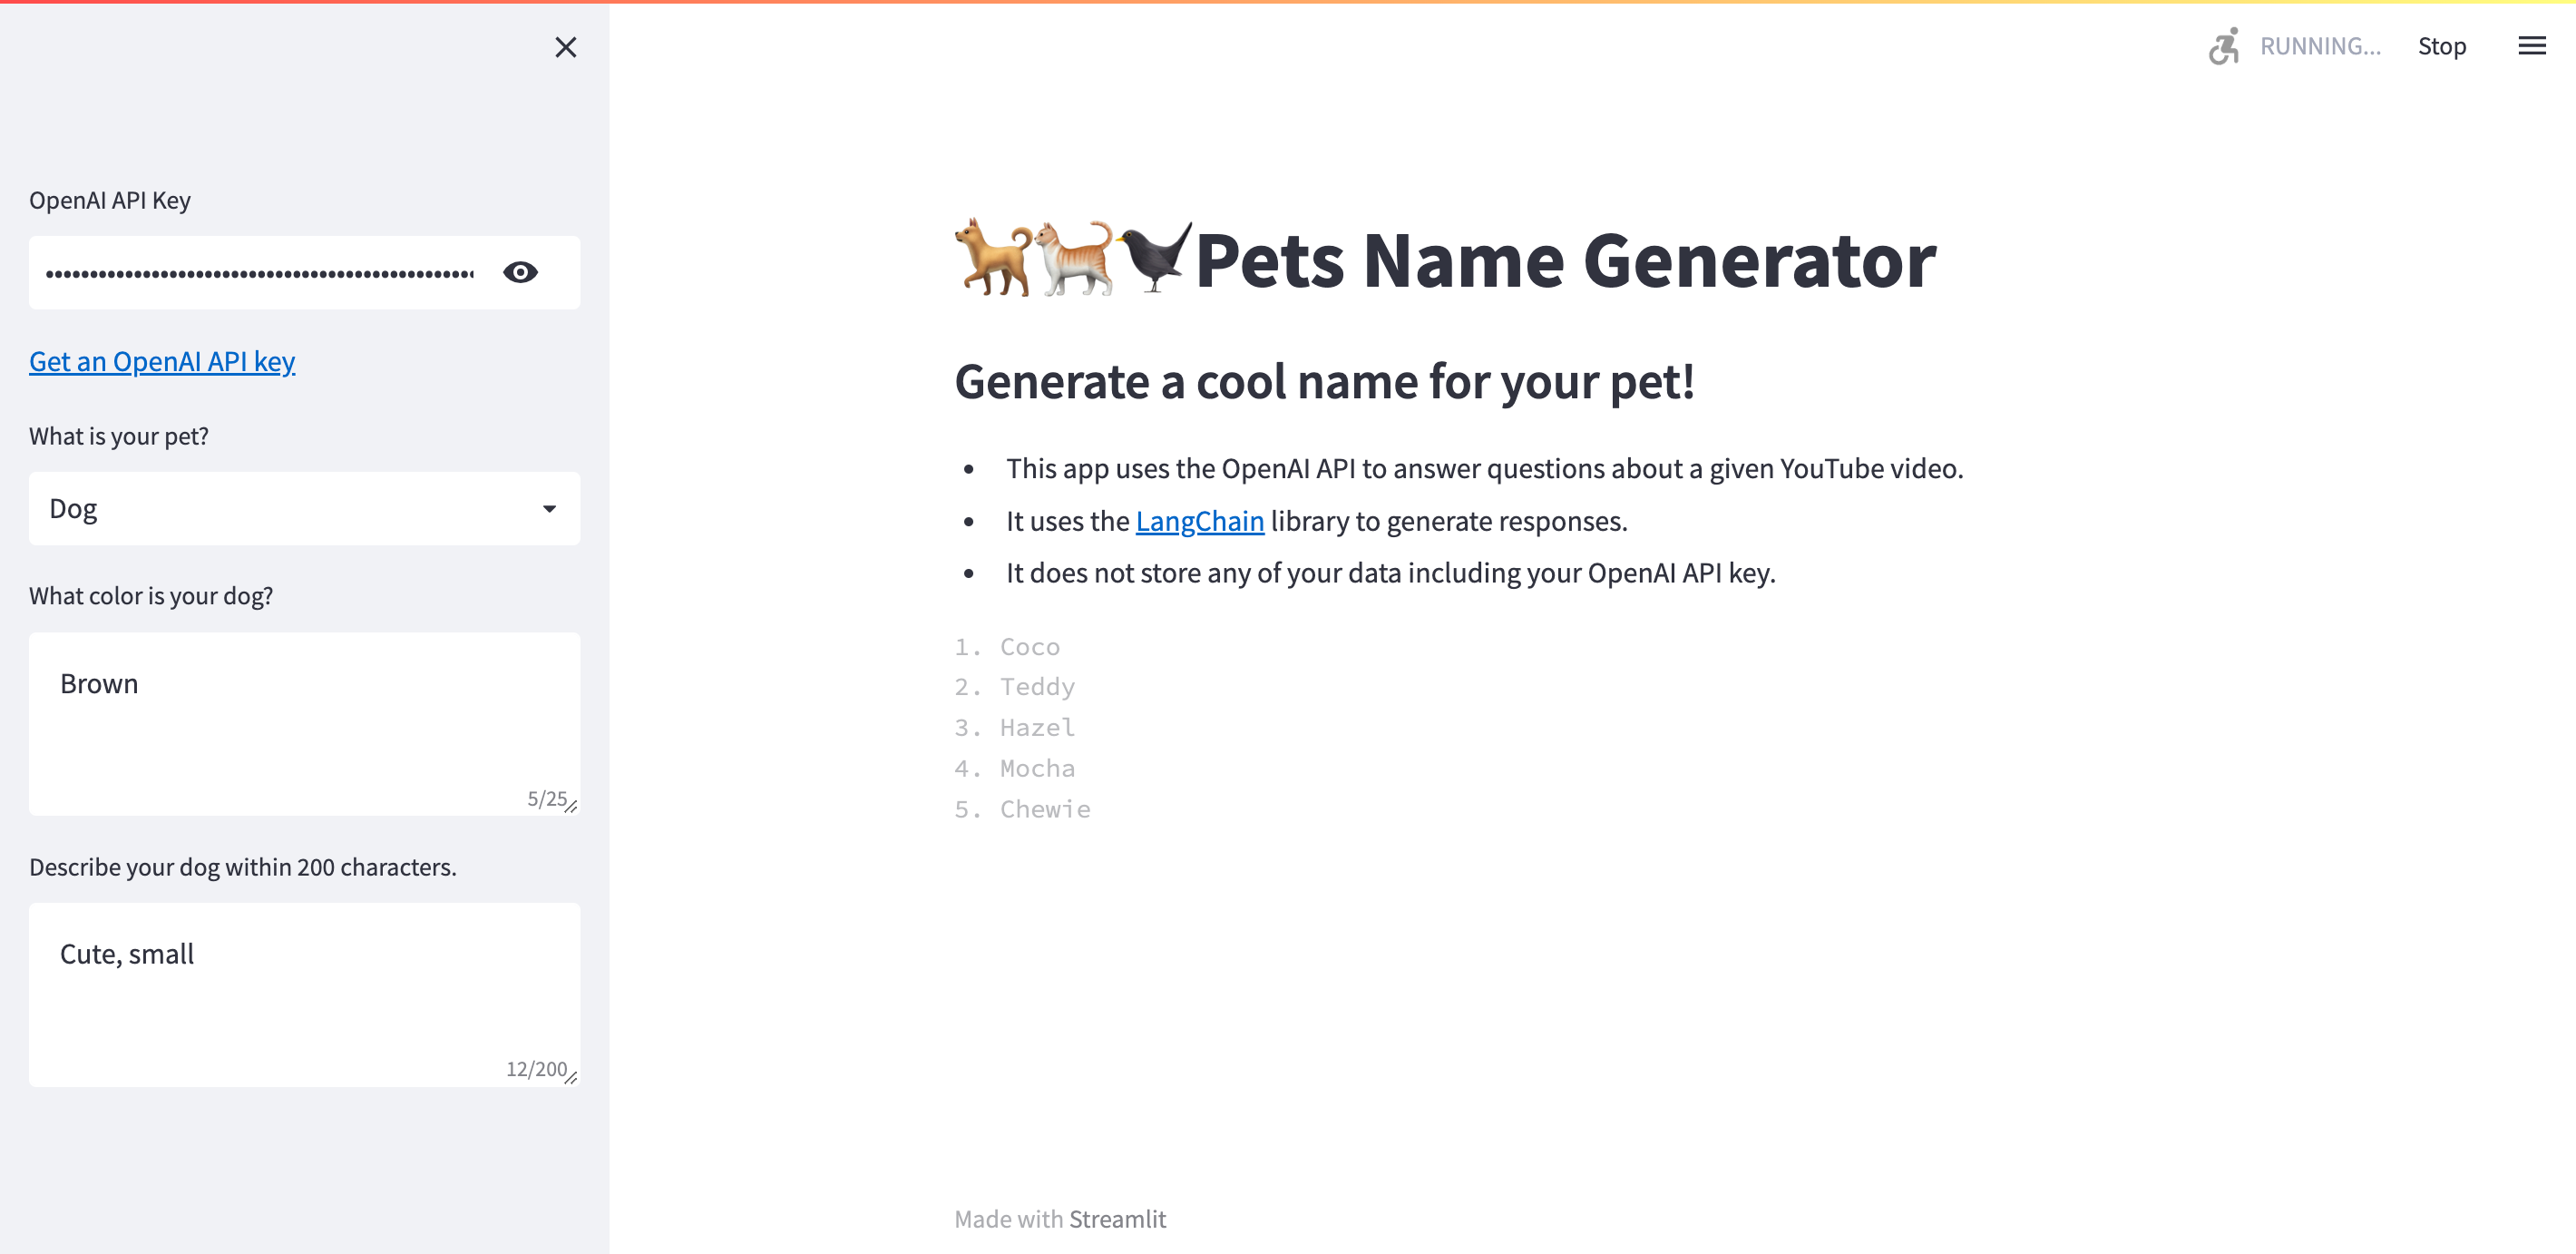 RUNNING...
Stop
OpenAI API Key
••••••••••••••••••••••••••••••••••••••••••••••••
Get an OpenAI API key
What is your pet?
Dog
What color is your dog?
Brown
5/25
Describe your dog within 200 characters.
Cute, small
12/200
Pets Name Generator
Generate a cool name for your pet!
• This app uses the OpenAI API to answer questions about a given YouTube video.
• It uses the LangChain library to generate responses.
• It does not store any of your data including your OpenAI API key.
1. Coco
2. Teddy
3. Hazel
4. Mocha
5. Chewie
Made with Streamlit